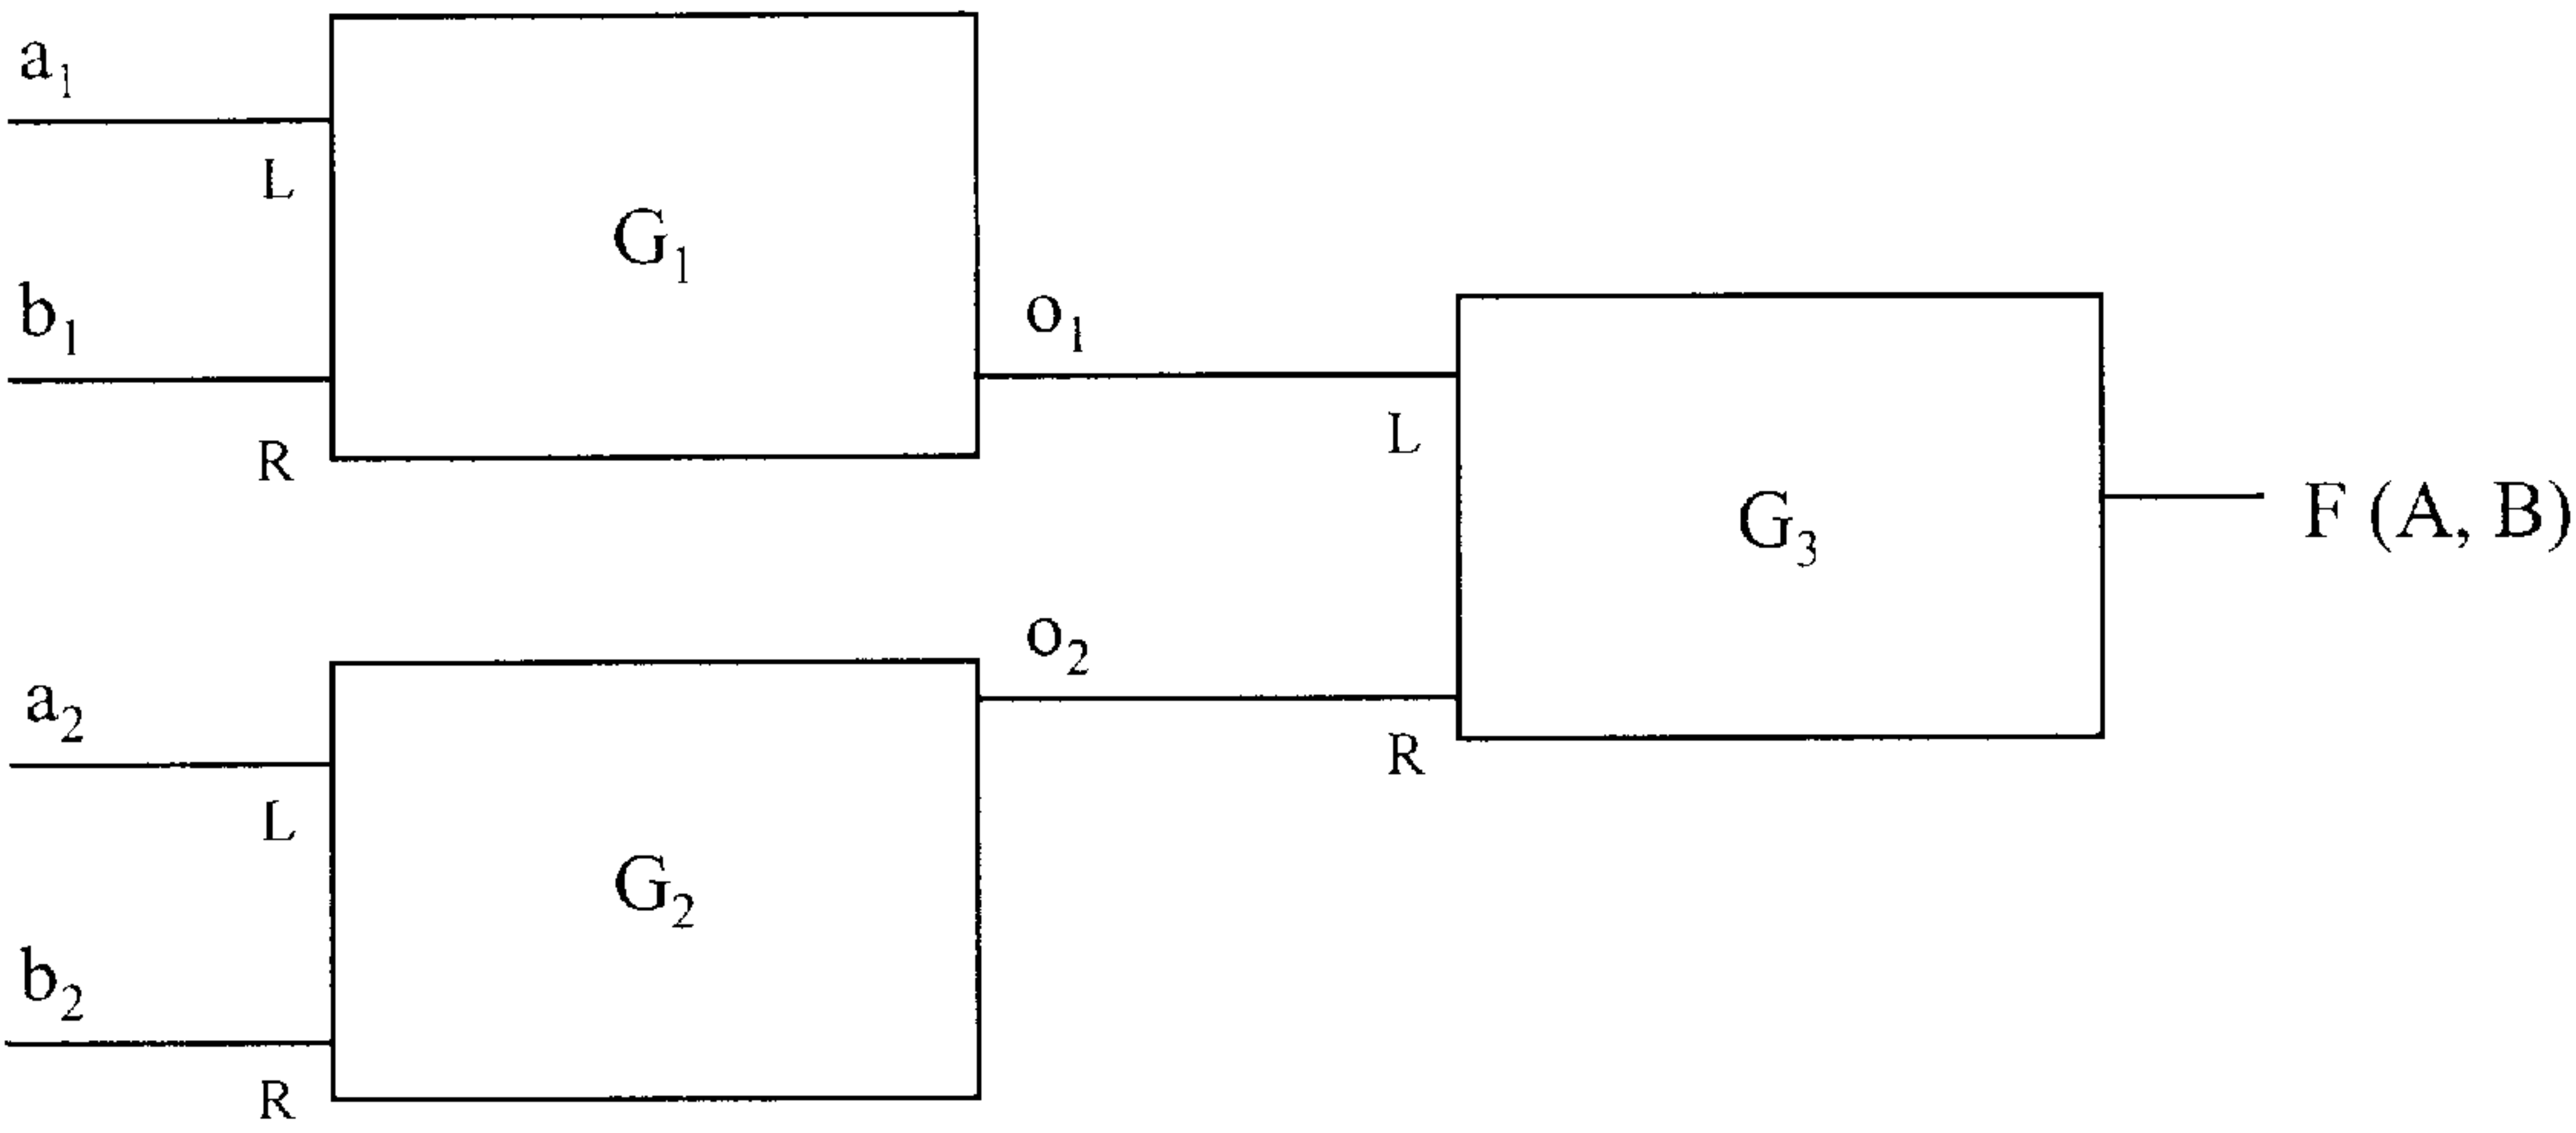 a₁
L
G₁
b₁
R
o₁
L
G₃
F (A, B)
o₂
R
a₂
L
G₂
b₂
R